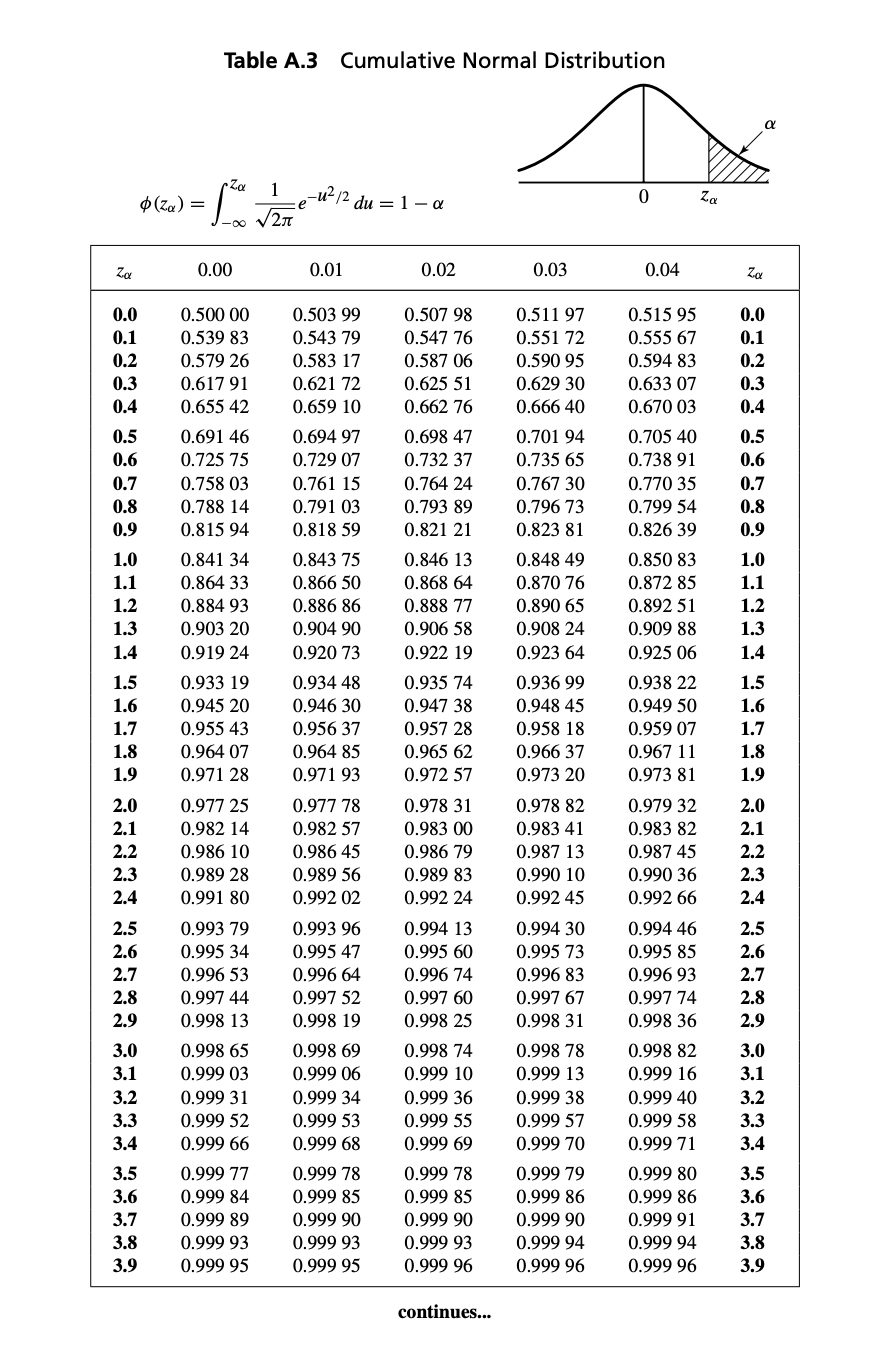 Table A.3 Cumulative Normal Distribution
α
0 zα
ϕ(zα) = ∫_{−∞}^{zα} 1/√2π e^{−u²/2} du = 1 − α
zα 0.00 0.01 0.02 0.03 0.04 zα
0.0 0.500 00 0.503 99 0.507 98 0.511 97 0.515 95 0.0
0.1 0.539 83 0.543 79 0.547 76 0.551 72 0.555 67 0.1
0.2 0.579 26 0.583 17 0.587 06 0.590 95 0.594 83 0.2
0.3 0.617 91 0.621 72 0.625 51 0.629 30 0.633 07 0.3
0.4 0.655 42 0.659 10 0.662 76 0.666 40 0.670 03 0.4
0.5 0.691 46 0.694 97 0.698 47 0.701 94 0.705 40 0.5
0.6 0.725 75 0.729 07 0.732 37 0.735 65 0.738 91 0.6
0.7 0.758 03 0.761 15 0.764 24 0.767 30 0.770 35 0.7
0.8 0.788 14 0.791 03 0.793 89 0.796 73 0.799 54 0.8
0.9 0.815 94 0.818 59 0.821 21 0.823 81 0.826 39 0.9
1.0 0.841 34 0.843 75 0.846 13 0.848 49 0.850 83 1.0
1.1 0.864 33 0.866 50 0.868 64 0.870 76 0.872 85 1.1
1.2 0.884 93 0.886 86 0.888 77 0.890 65 0.892 51 1.2
1.3 0.903 20 0.904 90 0.906 58 0.908 24 0.909 88 1.3
1.4 0.919 24 0.920 73 0.922 19 0.923 64 0.925 06 1.4
1.5 0.933 19 0.934 48 0.935 74 0.936 99 0.938 22 1.5
1.6 0.945 20 0.946 30 0.947 38 0.948 45 0.949 50 1.6
1.7 0.955 43 0.956 37 0.957 28 0.958 18 0.959 07 1.7
1.8 0.964 07 0.964 85 0.965 62 0.966 37 0.967 11 1.8
1.9 0.971 28 0.971 93 0.972 57 0.973 20 0.973 81 1.9
2.0 0.977 25 0.977 78 0.978 31 0.978 82 0.979 32 2.0
2.1 0.982 14 0.982 57 0.983 00 0.983 41 0.983 82 2.1
2.2 0.986 10 0.986 45 0.986 79 0.987 13 0.987 45 2.2
2.3 0.989 28 0.989 56 0.989 83 0.990 10 0.990 36 2.3
2.4 0.991 80 0.992 02 0.992 24 0.992 45 0.992 66 2.4
2.5 0.993 79 0.993 96 0.994 13 0.994 30 0.994 46 2.5
2.6 0.995 34 0.995 47 0.995 60 0.995 73 0.995 85 2.6
2.7 0.996 53 0.996 64 0.996 74 0.996 83 0.996 93 2.7
2.8 0.997 44 0.997 52 0.997 60 0.997 67 0.997 74 2.8
2.9 0.998 13 0.998 19 0.998 25 0.998 31 0.998 36 2.9
3.0 0.998 65 0.998 69 0.998 74 0.998 78 0.998 82 3.0
3.1 0.999 03 0.999 06 0.999 10 0.999 13 0.999 16 3.1
3.2 0.999 31 0.999 34 0.999 36 0.999 38 0.999 40 3.2
3.3 0.999 52 0.999 53 0.999 55 0.999 57 0.999 58 3.3
3.4 0.999 66 0.999 68 0.999 69 0.999 70 0.999 71 3.4
3.5 0.999 77 0.999 78 0.999 78 0.999 79 0.999 80 3.5
3.6 0.999 84 0.999 85 0.999 85 0.999 86 0.999 86 3.6
3.7 0.999 89 0.999 90 0.999 90 0.999 90 0.999 91 3.7
3.8 0.999 93 0.999 93 0.999 93 0.999 94 0.999 94 3.8
3.9 0.999 95 0.999 95 0.999 96 0.999 96 0.999 96 3.9
continues...